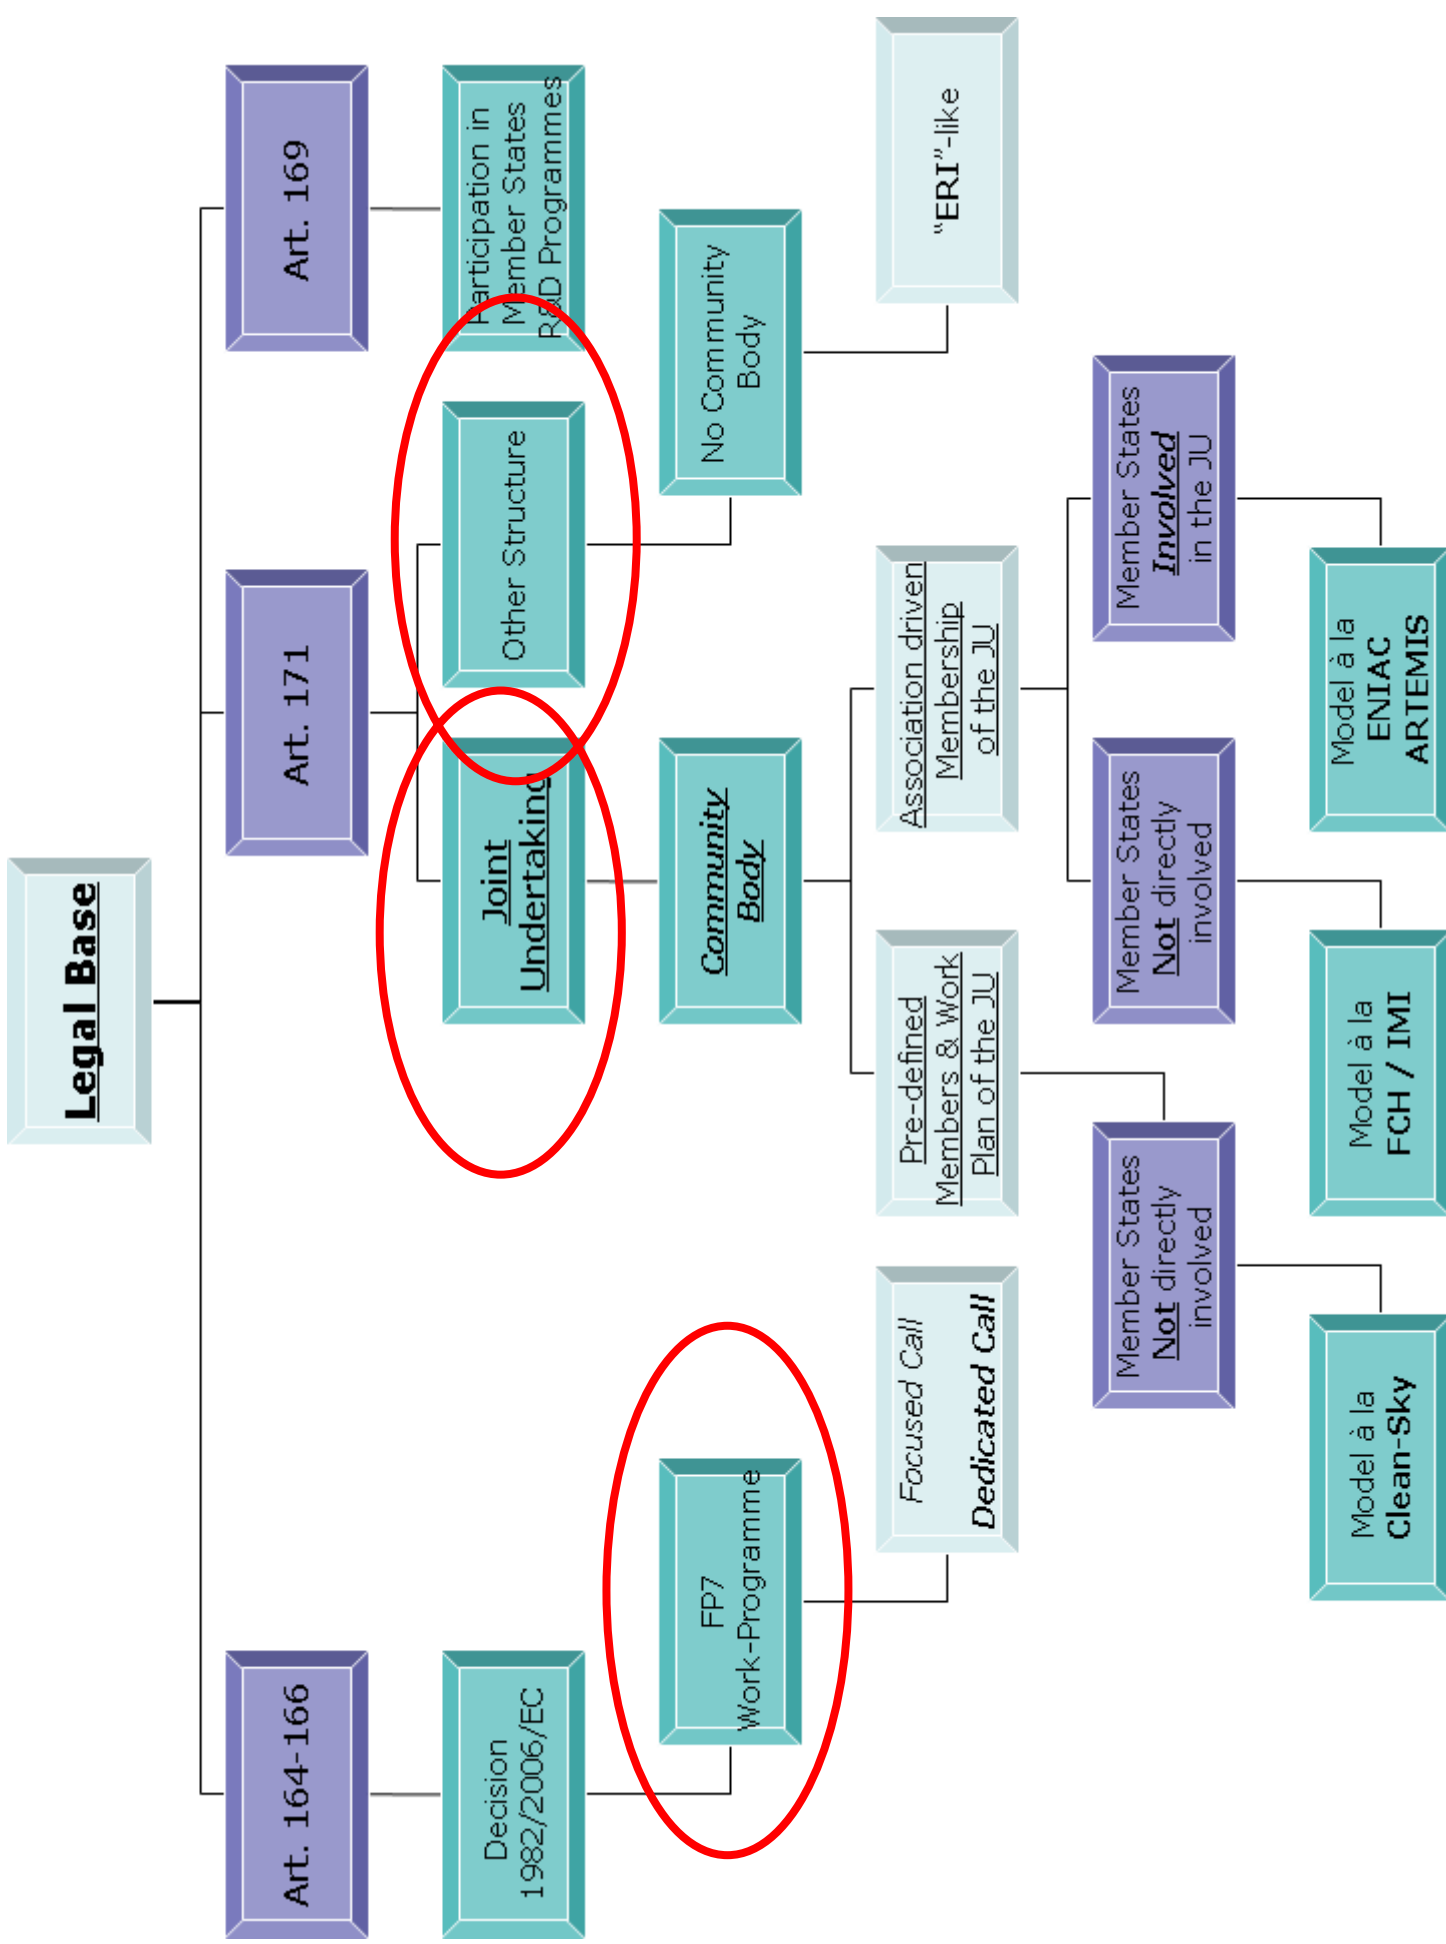 Legal Base
Art. 164-166
Art. 171
Art. 169
Decision
1982/2006/EC
Joint
Undertaking
Other Structure
Participation in
Member States
R&D Programmes
FP7
Work-Programme
Community
Body
No Community
Body
Focused Call
Dedicated Call
Pre-defined
Members & Work
Plan of the JU
Association driven
Membership
of the JU
"ERI"-like
Member States
Not directly
involved
Member States
Not directly
involved
Member States
Involved
in the JU
Model à la
Clean-Sky
Model à la
FCH / IMI
Model à la
ENIAC
ARTEMIS